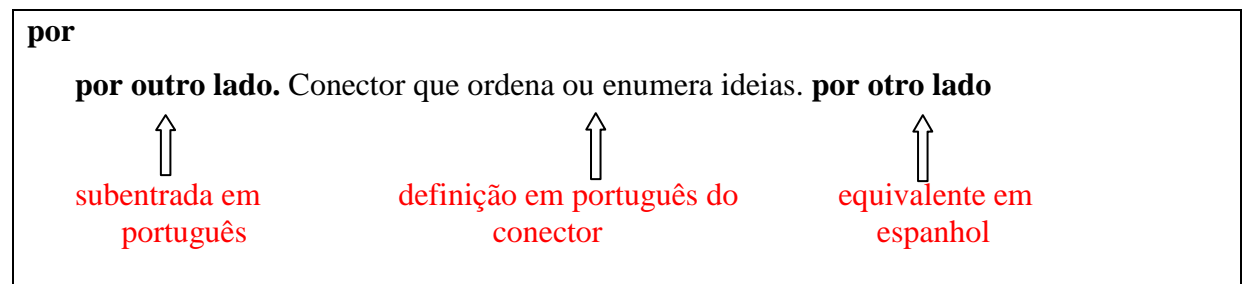 por
por outro lado. Conector que ordena ou enumera ideias. por otro lado
subentrada em português
definição em português do conector
equivalente em espanhol